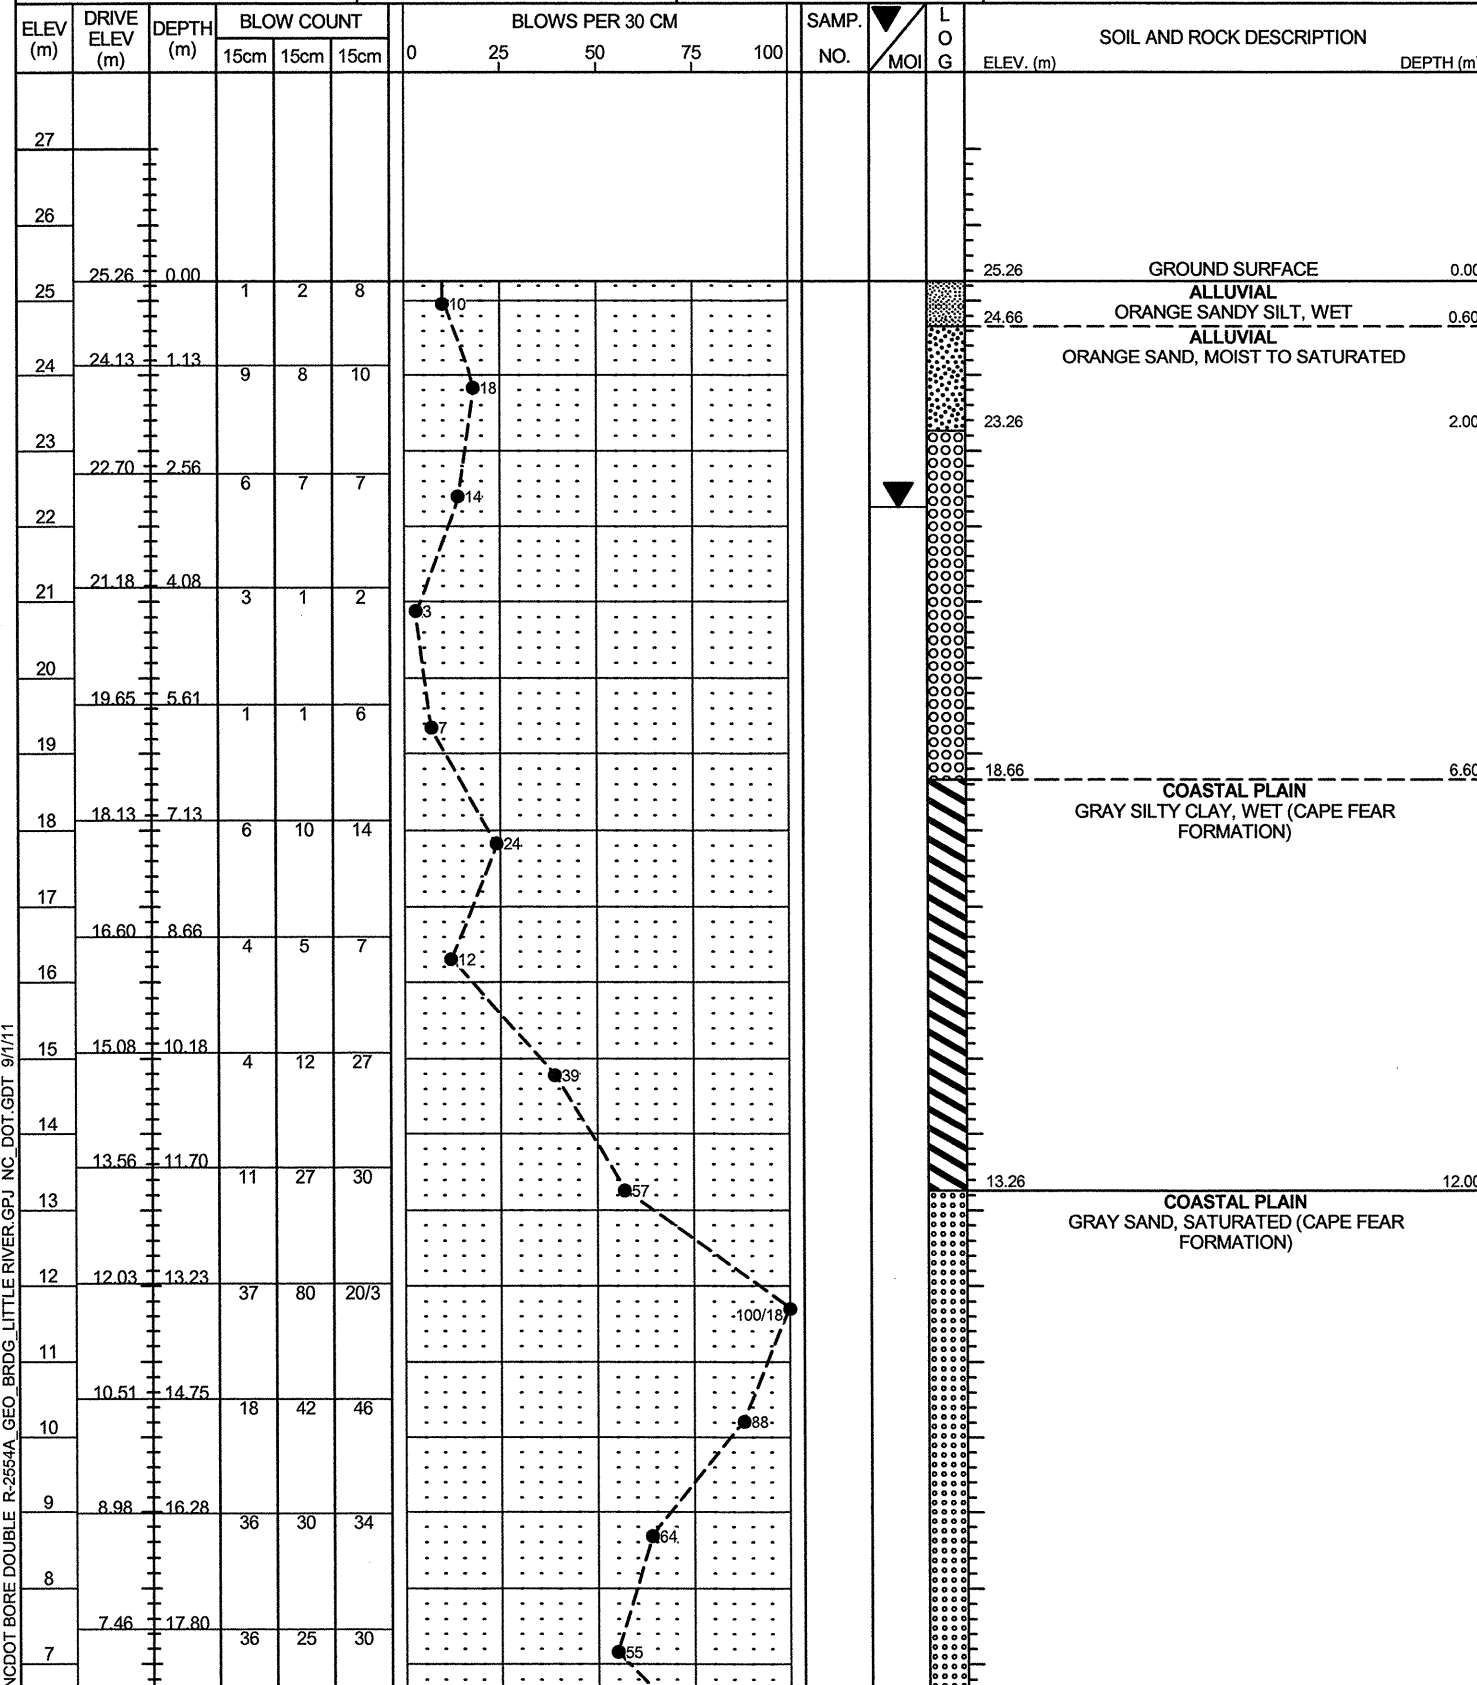 ELEV (m) DRIVE ELEV (m) DEPTH (m) BLOW COUNT BLOWS PER 30 CM SAMP. NO. MOI LOG SOIL AND ROCK DESCRIPTION
15cm 15cm 15cm 0 25 50 75 100 ELEV. (m) DEPTH (m)
27
26
25.26 0.00 25.26 GROUND SURFACE 0.00
25 1 2 8 10 ALLUVIAL
ORANGE SANDY SILT, WET
24.66 0.60
ALLUVIAL
24.13 1.13 ORANGE SAND, MOIST TO SATURATED
24 9 8 10 18
23.26 2.00
23
22.70 2.56
6 7 7 14
22
21.18 4.08
21 3 1 2 3
20
19.65 5.61
1 1 6 7
19
18.66 6.60
COASTAL PLAIN
18.13 7.13 GRAY SILTY CLAY, WET (CAPE FEAR
18 6 10 14 24 FORMATION)
17
16.60 8.66
4 5 7 12
16
15.08 10.18
15 4 12 27 39
14
13.56 11.70
11 27 30 57
13.26 12.00
13 COASTAL PLAIN
GRAY SAND, SATURATED (CAPE FEAR
FORMATION)
12
12.03 13.23
37 80 20/3 100/18
11
10.51 14.75
18 42 46 88
10
9
8.98 16.28
36 30 34 64
8
7.46 17.80
36 25 30 55
7
NCDOT BORE DOUBLE R-2554A_GEO_BRDG_LITTLE RIVER.GPJ NC_DOT.GDT 9/1/11